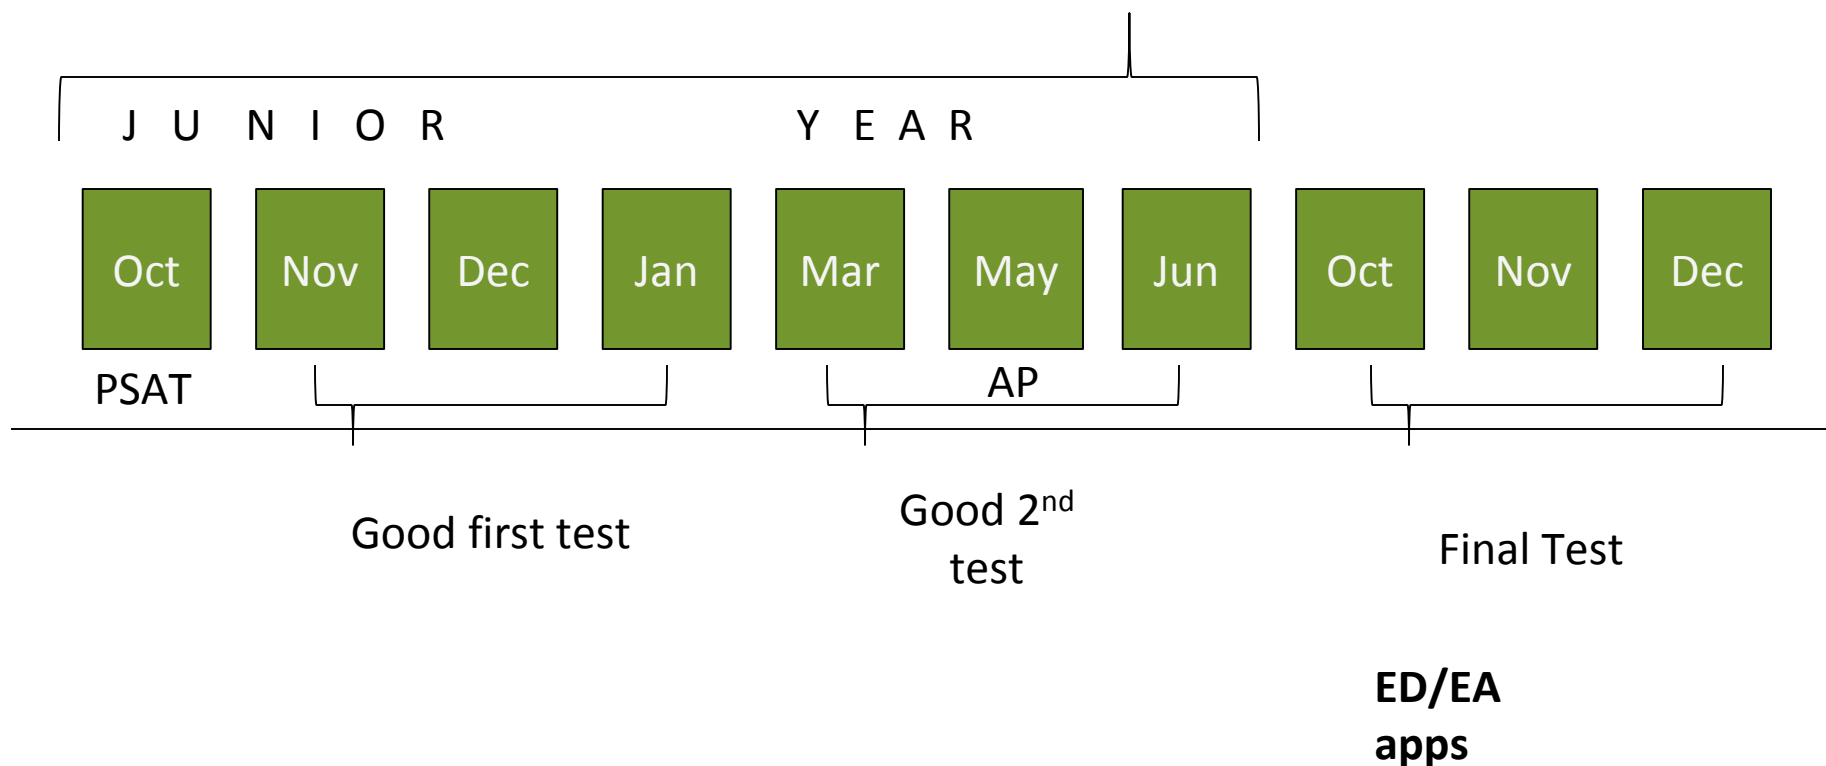 J U N I O R Y E A R
Oct Nov Dec Jan Mar May Jun Oct Nov Dec
PSAT AP
Good first test
Good 2nd
test
Final Test
ED/EA
apps